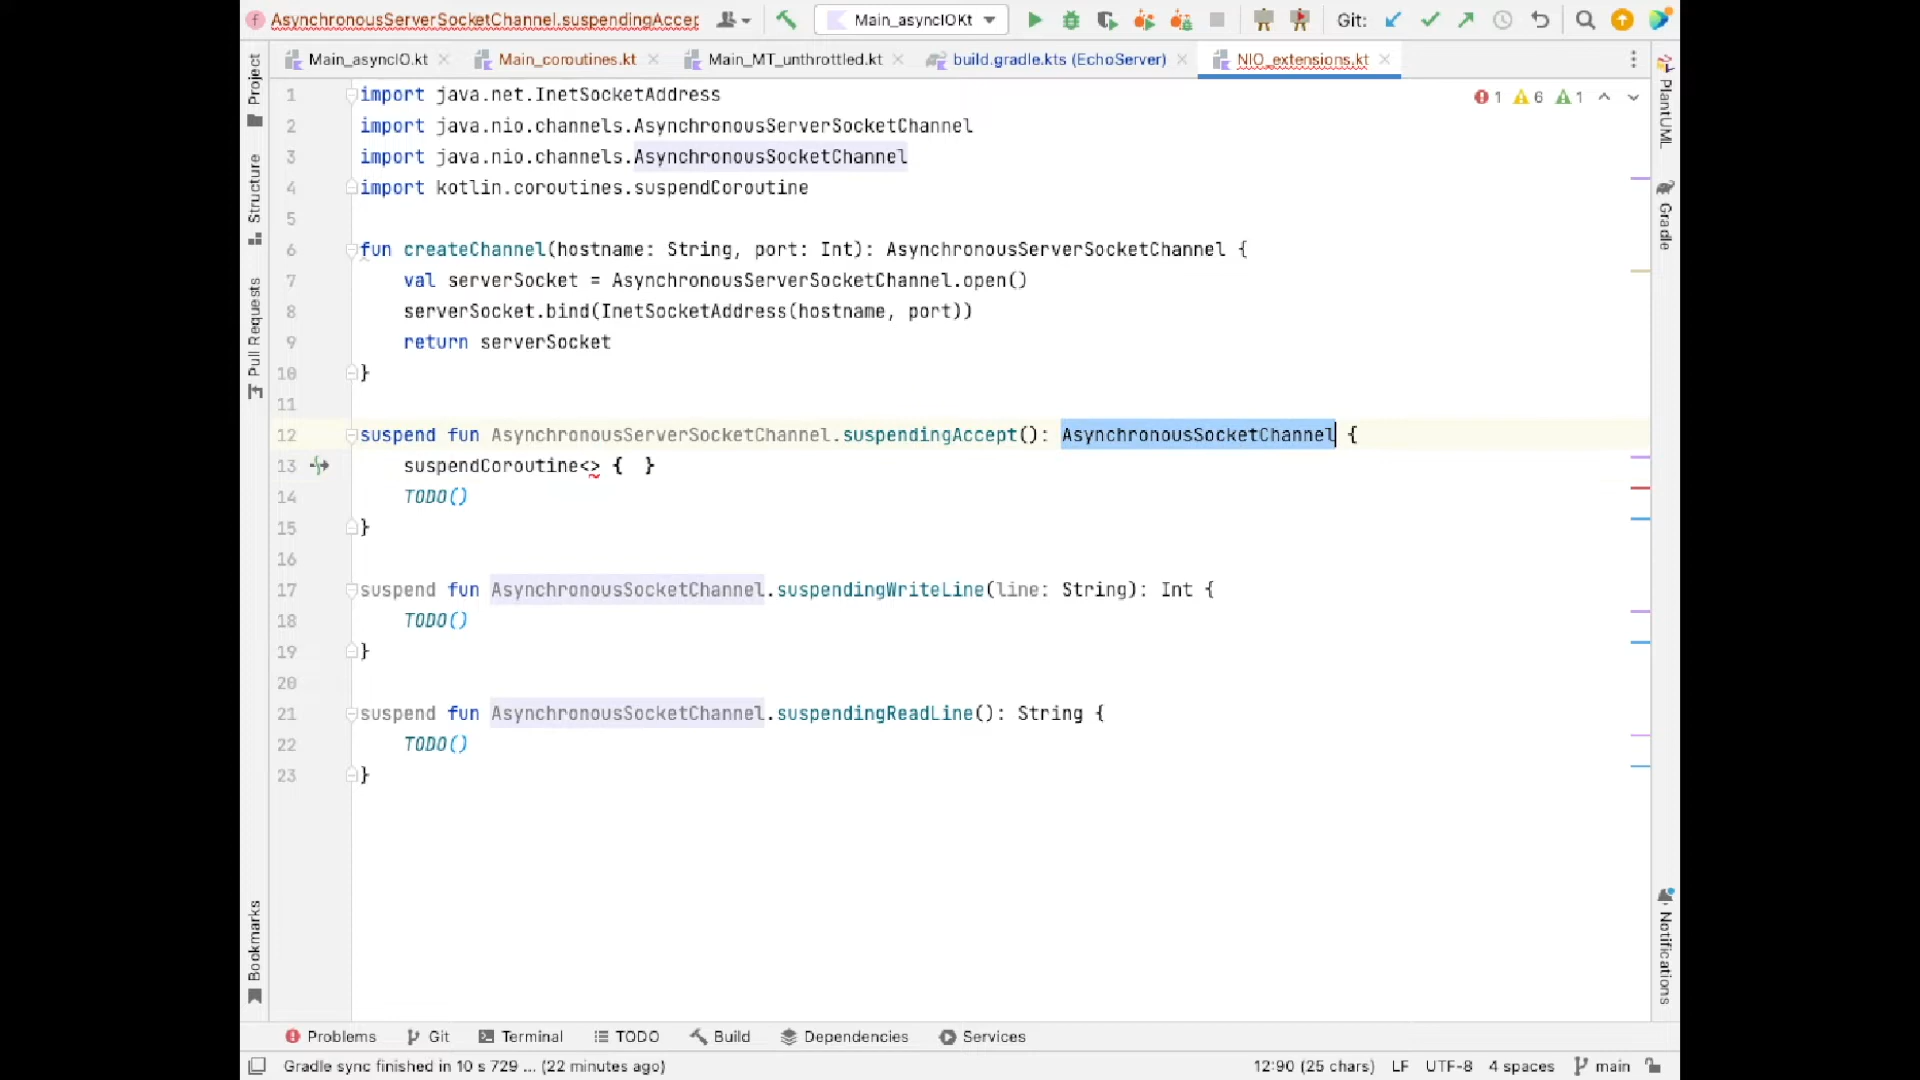 AsynchronousServerSocketChannel.suspendingAccep
Main_asyncIOKt
Git:
Main_asyncIO.kt
Main_coroutines.kt
Main_MT_unthrottled.kt
build.gradle.kts (EchoServer)
NIO_extensions.kt
Project
Structure
Pull Requests
Bookmarks
1 import java.net.InetSocketAddress
2 import java.nio.channels.AsynchronousServerSocketChannel
3 import java.nio.channels.AsynchronousSocketChannel
4 import kotlin.coroutines.suspendCoroutine
5
6 fun createChannel(hostname: String, port: Int): AsynchronousServerSocketChannel {
7 val serverSocket = AsynchronousServerSocketChannel.open()
8 serverSocket.bind(InetSocketAddress(hostname, port))
9 return serverSocket
10 }
11
12 suspend fun AsynchronousServerSocketChannel.suspendingAccept(): AsynchronousSocketChannel {
13 suspendCoroutine<> {  }
14 TODO()
15 }
16
17 suspend fun AsynchronousSocketChannel.suspendingWriteLine(line: String): Int {
18 TODO()
19 }
20
21 suspend fun AsynchronousSocketChannel.suspendingReadLine(): String {
22 TODO()
23 }
1 6 1
PlantUML
Gradle
Notifications
Problems
Git
Terminal
TODO
Build
Dependencies
Services
Gradle sync finished in 10 s 729 ... (22 minutes ago)
12:90 (25 chars)
LF
UTF-8
4 spaces
main